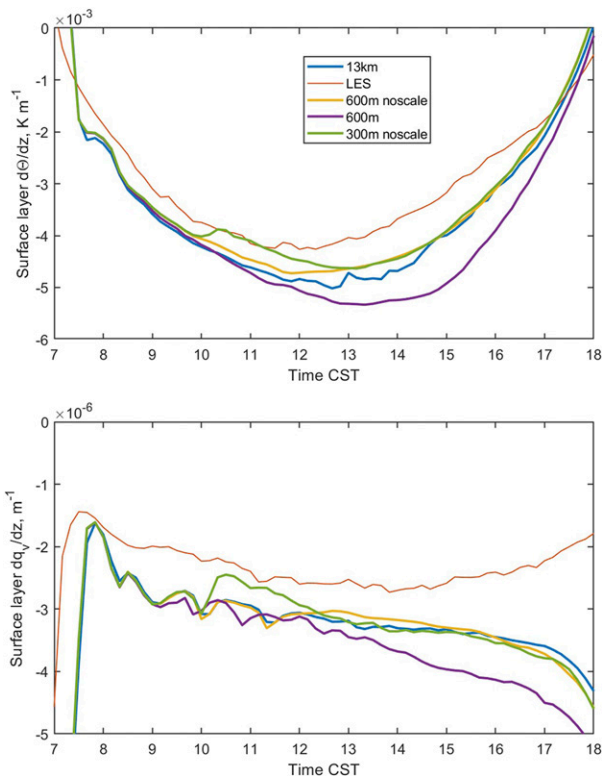 ×10⁻³
0
-1
-2
-3
-4
-5
-6
Surface layer dΘ/dz, K m⁻¹
13km
LES
600m noscale
600m
300m noscale
7 8 9 10 11 12 13 14 15 16 17 18
Time CST
×10⁻⁶
0
-1
-2
-3
-4
-5
Surface layer dqᵥ/dz, m⁻¹
7 8 9 10 11 12 13 14 15 16 17 18
Time CST